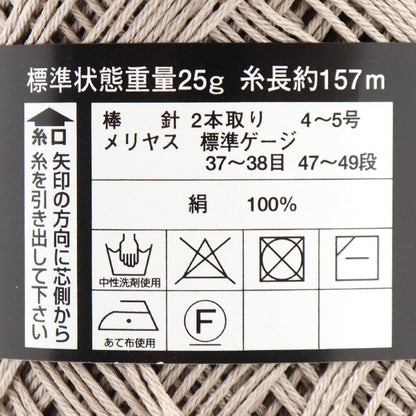 標準状態重量25g 糸長約157m
棒 針 2本取り 4〜5号
メリヤス 標準ゲージ
37〜38目 47〜49段
絹 100%
中性洗剤使用
あて布使用
F
糸口
矢印の方向に芯側から
糸を引き出して下さい